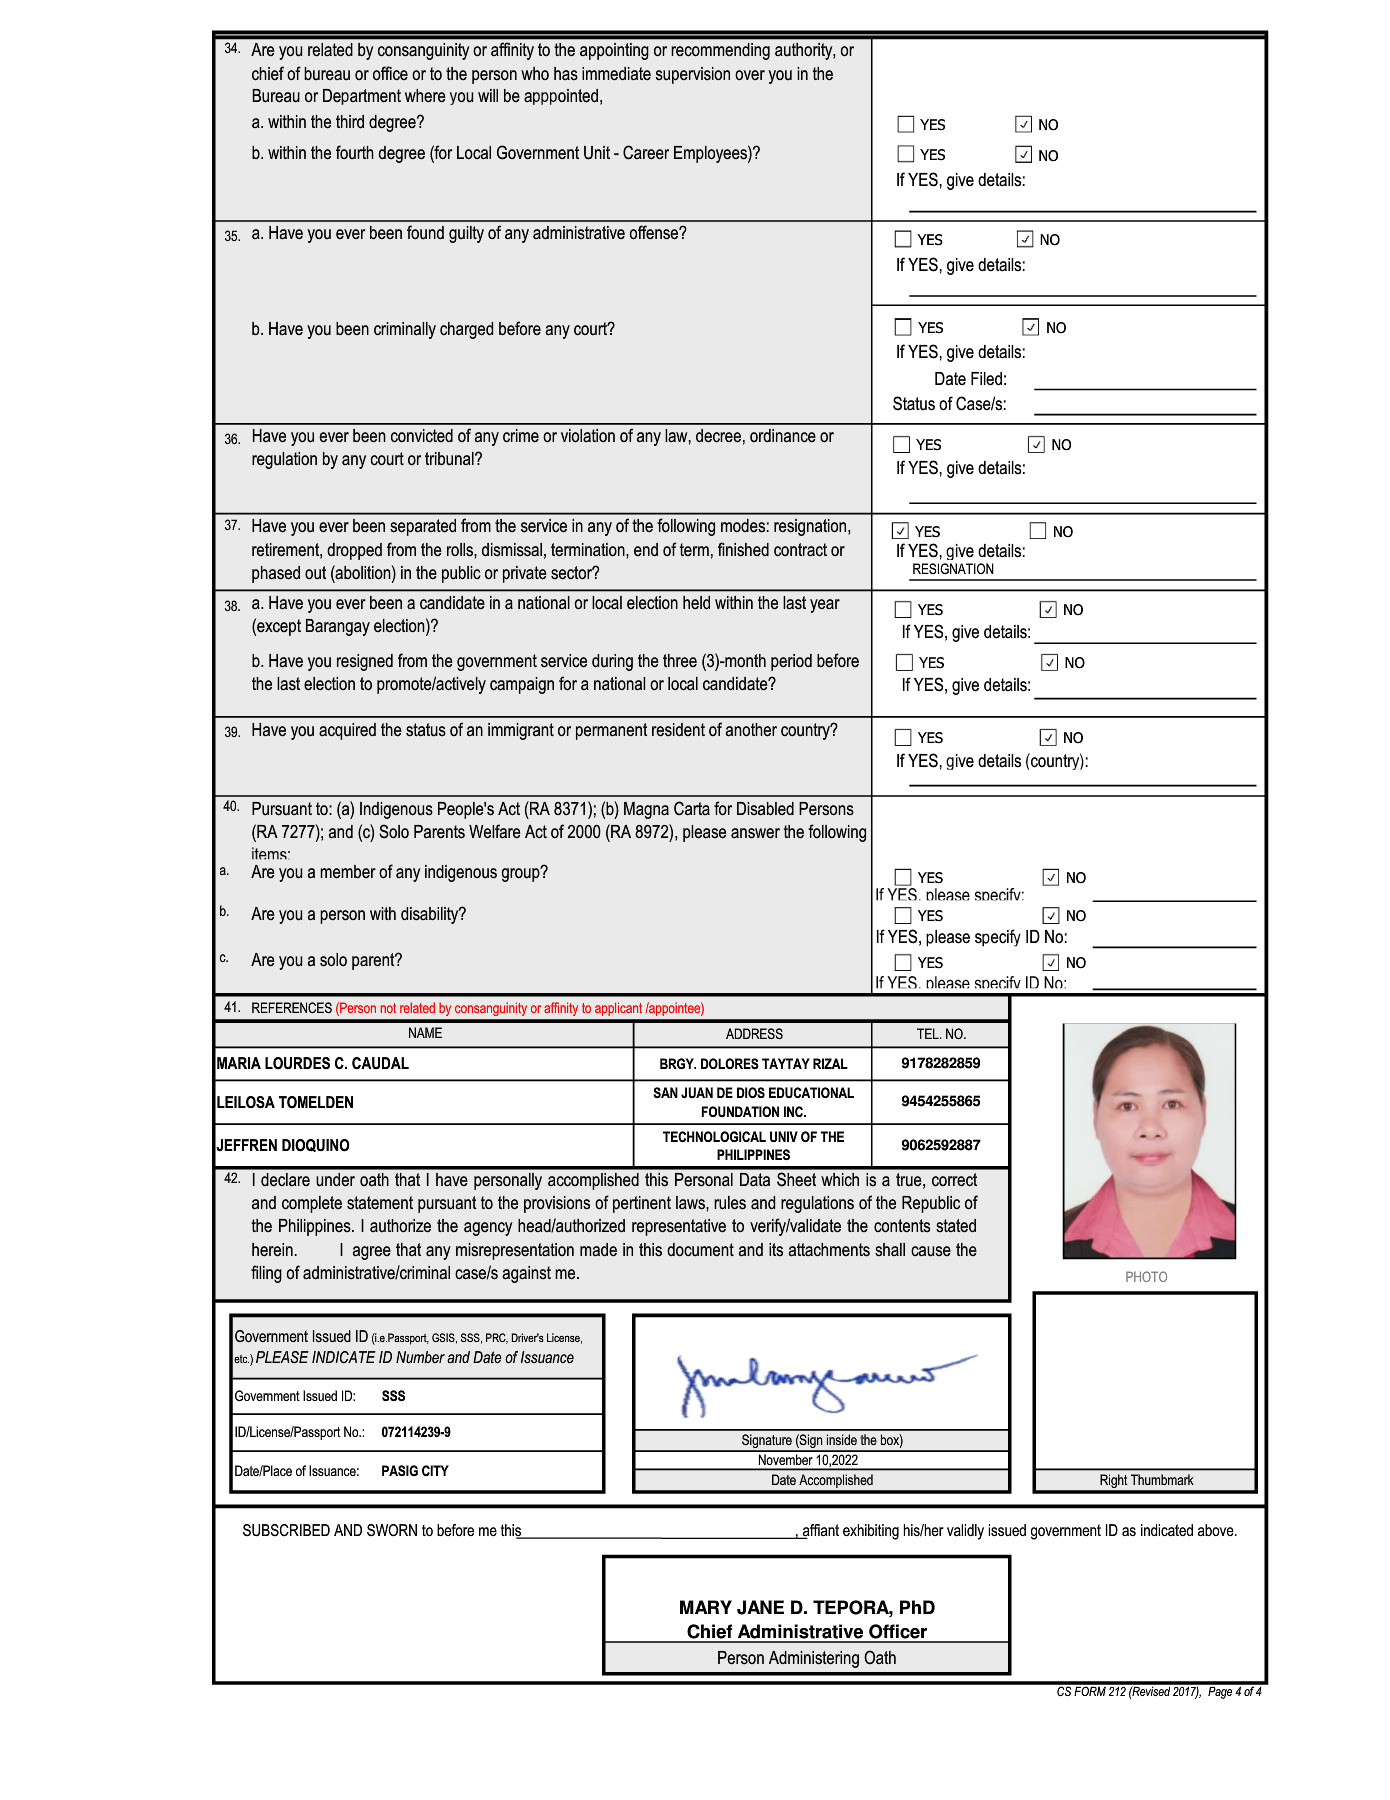 34. Are you related by consanguinity or affinity to the appointing or recommending authority, or
chief of bureau or office or to the person who has immediate supervision over you in the
Bureau or Department where you will be apppointed,
a. within the third degree?
YES ✓ NO
b. within the fourth degree (for Local Government Unit - Career Employees)?
YES ✓ NO
If YES, give details:
35. a. Have you ever been found guilty of any administrative offense?
YES ✓ NO
If YES, give details:
b. Have you been criminally charged before any court?
YES ✓ NO
If YES, give details:
Date Filed:
Status of Case/s:
36. Have you ever been convicted of any crime or violation of any law, decree, ordinance or
regulation by any court or tribunal?
YES ✓ NO
If YES, give details:
37. Have you ever been separated from the service in any of the following modes: resignation,
retirement, dropped from the rolls, dismissal, termination, end of term, finished contract or
phased out (abolition) in the public or private sector?
✓ YES NO
If YES, give details:
RESIGNATION
38. a. Have you ever been a candidate in a national or local election held within the last year
(except Barangay election)?
YES ✓ NO
If YES, give details:
b. Have you resigned from the government service during the three (3)-month period before
the last election to promote/actively campaign for a national or local candidate?
YES ✓ NO
If YES, give details:
39. Have you acquired the status of an immigrant or permanent resident of another country?
YES ✓ NO
If YES, give details (country):
40. Pursuant to: (a) Indigenous People's Act (RA 8371); (b) Magna Carta for Disabled Persons
(RA 7277); and (c) Solo Parents Welfare Act of 2000 (RA 8972), please answer the following
items:
a. Are you a member of any indigenous group?
YES ✓ NO
If YES, please specify:
b. Are you a person with disability?
YES ✓ NO
If YES, please specify ID No:
c. Are you a solo parent?
YES ✓ NO
If YES, please specify ID No:
41. REFERENCES (Person not related by consanguinity or affinity to applicant /appointee)
NAME ADDRESS TEL. NO.
MARIA LOURDES C. CAUDAL BRGY. DOLORES TAYTAY RIZAL 9178282859
LEILOSA TOMELDEN SAN JUAN DE DIOS EDUCATIONAL FOUNDATION INC. 9454255865
JEFFREN DIOQUINO TECHNOLOGICAL UNIV OF THE PHILIPPINES 9062592887
42. I declare under oath that I have personally accomplished this Personal Data Sheet which is a true, correct
and complete statement pursuant to the provisions of pertinent laws, rules and regulations of the Republic of
the Philippines. I authorize the agency head/authorized representative to verify/validate the contents stated
herein. I agree that any misrepresentation made in this document and its attachments shall cause the
filing of administrative/criminal case/s against me.
PHOTO
Government Issued ID (i.e.Passport, GSIS, SSS, PRC, Driver's License,
etc.) PLEASE INDICATE ID Number and Date of Issuance
Government Issued ID: SSS
ID/License/Passport No.: 072114239-9
Date/Place of Issuance: PASIG CITY
Signature (Sign inside the box)
November 10,2022
Date Accomplished
Right Thumbmark
SUBSCRIBED AND SWORN to before me this , affiant exhibiting his/her validly issued government ID as indicated above.
MARY JANE D. TEPORA, PhD
Chief Administrative Officer
Person Administering Oath
CS FORM 212 (Revised 2017), Page 4 of 4